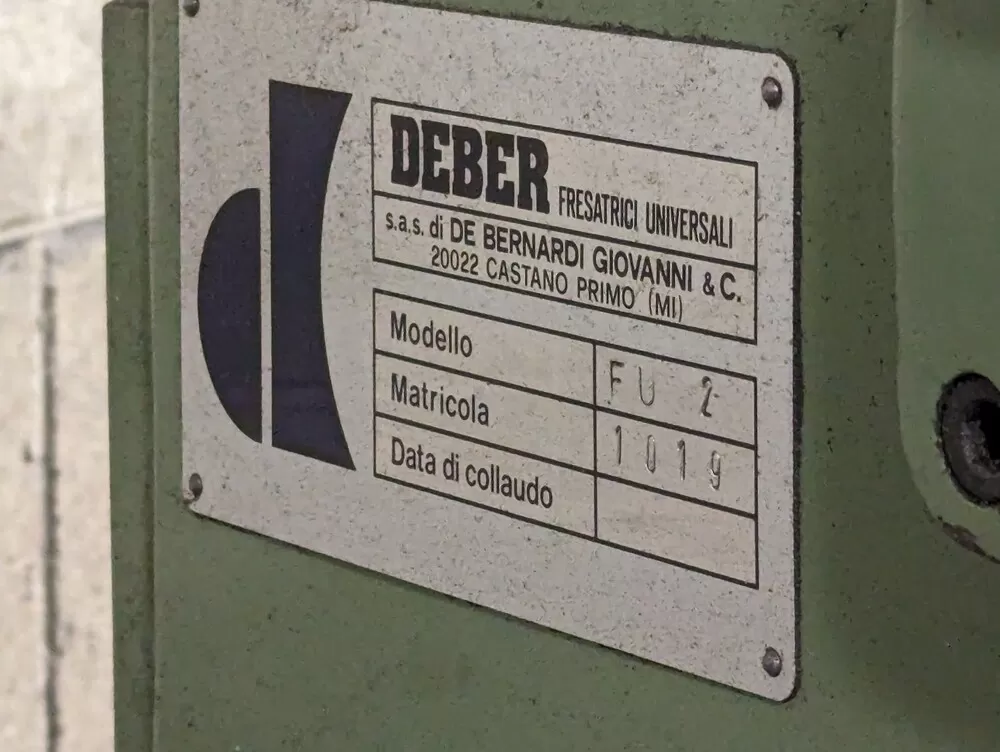 DEBER FRESATRICI UNIVERSALI
s.a.s. di DE BERNARDI GIOVANNI & C.
20022 CASTANO PRIMO (MI)
Modello FU 2
Matricola 1019
Data di collaudo